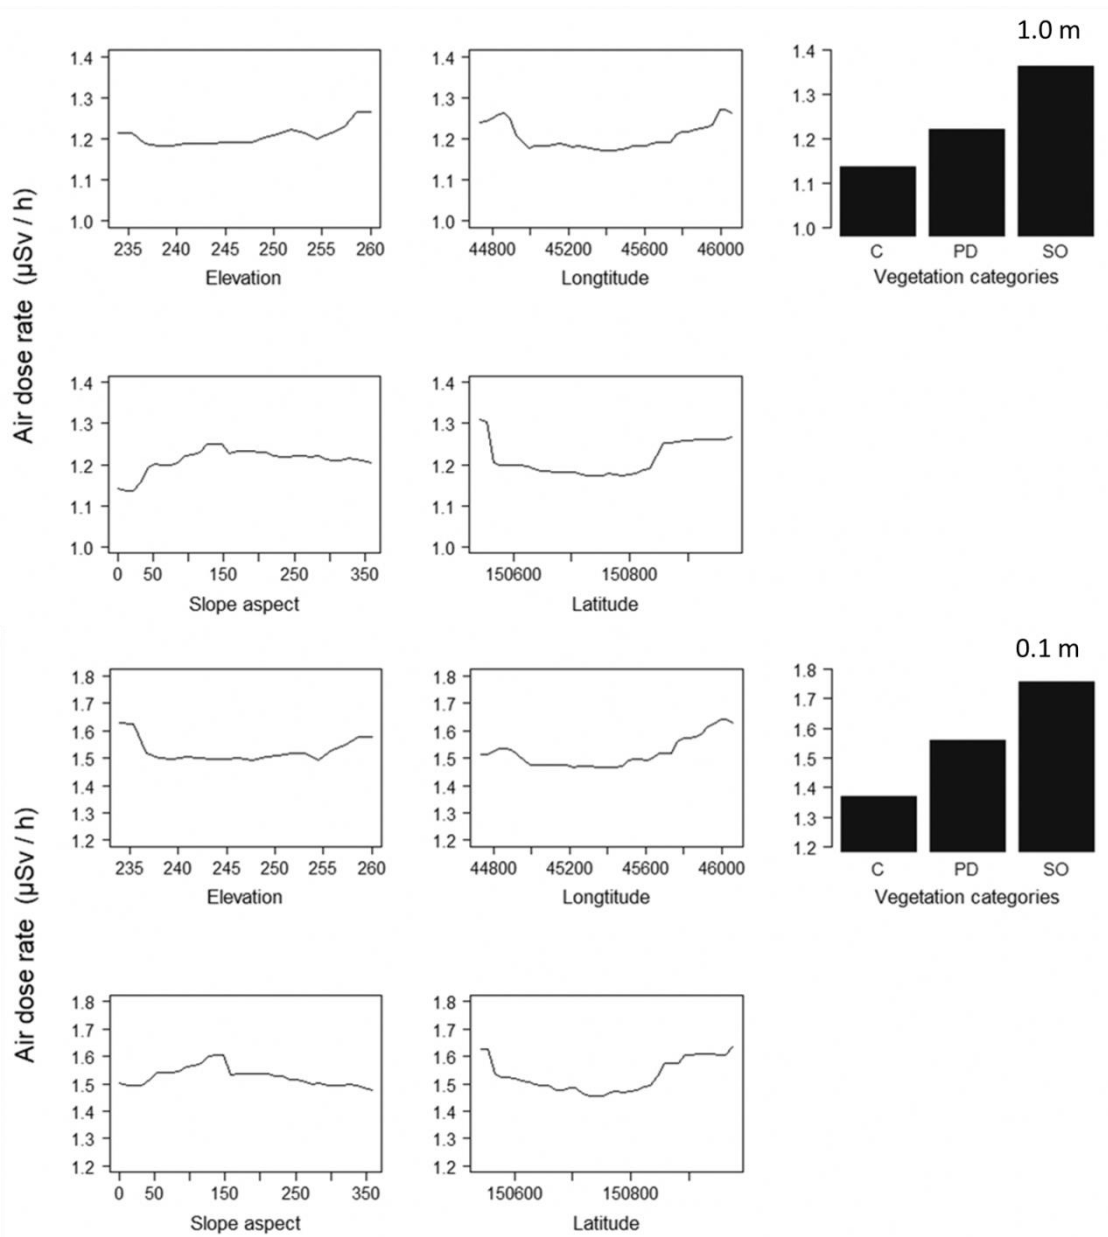 1.0 m
Air dose rate (μSv / h)
1.4
1.3
1.2
1.1
1.0
235 240 245 250 255 260
Elevation
1.4
1.3
1.2
1.1
1.0
44800 45200 45600 46000
Longtitude
1.4
1.3
1.2
1.1
1.0
C PD SO
Vegetation categories
1.4
1.3
1.2
1.1
1.0
0 50 150 250 350
Slope aspect
1.4
1.3
1.2
1.1
1.0
150600 150800
Latitude
0.1 m
Air dose rate (μSv / h)
1.8
1.7
1.6
1.5
1.4
1.3
1.2
235 240 245 250 255 260
Elevation
1.8
1.7
1.6
1.5
1.4
1.3
1.2
44800 45200 45600 46000
Longtitude
1.8
1.7
1.6
1.5
1.4
1.3
1.2
C PD SO
Vegetation categories
1.8
1.7
1.6
1.5
1.4
1.3
1.2
0 50 150 250 350
Slope aspect
1.8
1.7
1.6
1.5
1.4
1.3
1.2
150600 150800
Latitude